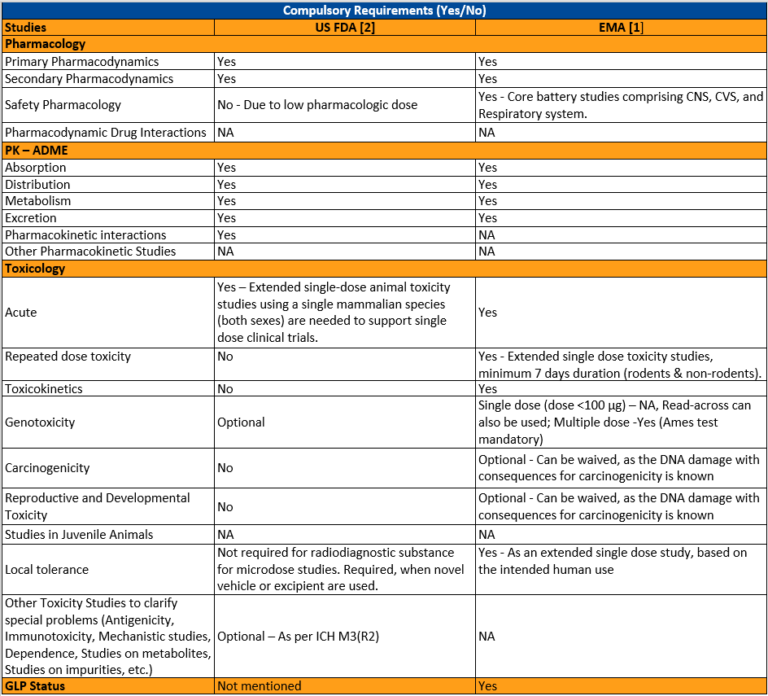 Compulsory Requirements (Yes/No)
Studies US FDA [2] EMA [1]
Pharmacology
Primary Pharmacodynamics Yes Yes
Secondary Pharmacodynamics Yes Yes
Safety Pharmacology No - Due to low pharmacologic dose Yes - Core battery studies comprising CNS, CVS, and
Respiratory system.
Pharmacodynamic Drug Interactions NA NA
PK – ADME
Absorption Yes Yes
Distribution Yes Yes
Metabolism Yes Yes
Excretion Yes Yes
Pharmacokinetic interactions Yes NA
Other Pharmacokinetic Studies NA NA
Toxicology
Acute
Yes – Extended single-dose animal toxicity
studies using a single mammalian species
(both sexes) are needed to support single
dose clinical trials.
Yes
Repeated dose toxicity No Yes - Extended single dose toxicity studies,
minimum 7 days duration (rodents & non-rodents).
Toxicokinetics No Yes
Genotoxicity Optional
Single dose (dose <100 µg) – NA, Read-across can
also be used; Multiple dose -Yes (Ames test
mandatory)
Carcinogenicity No
Optional - Can be waived, as the DNA damage with
consequences for carcinogenicity is known
Reproductive and Developmental
Toxicity
No
Optional - Can be waived, as the DNA damage with
consequences for carcinogenicity is known
Studies in Juvenile Animals NA NA
Local tolerance
Not required for radiodiagnostic substance
for microdose studies. Required, when novel
vehicle or excipient are used.
Yes - As an extended single dose study, based on
the intended human use
Other Toxicity Studies to clarify
special problems (Antigenicity,
Immunotoxicity, Mechanistic studies,
Dependence, Studies on metabolites,
Studies on impurities, etc.)
Optional – As per ICH M3(R2)
NA
GLP Status Not mentioned Yes